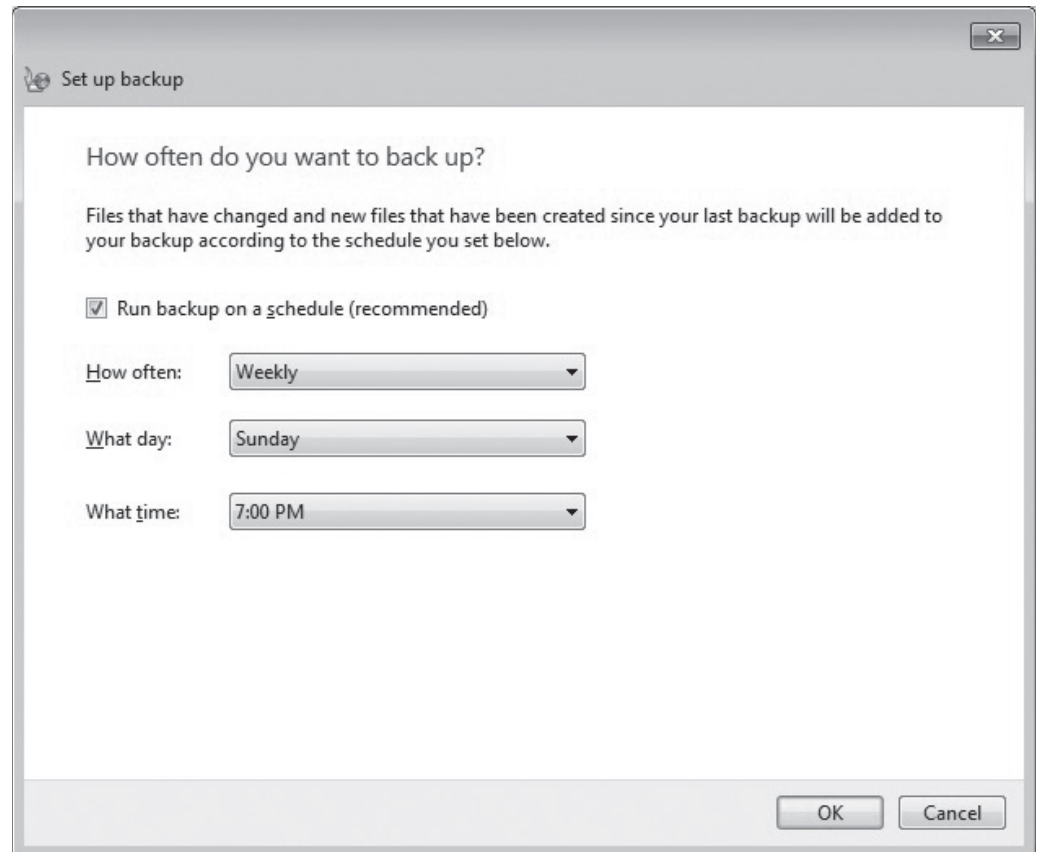 Set up backup
How often do you want to back up?
Files that have changed and new files that have been created since your last backup will be added to
your backup according to the schedule you set below.
Run backup on a schedule (recommended)
How often: Weekly
What day: Sunday
What time: 7:00 PM
OK Cancel